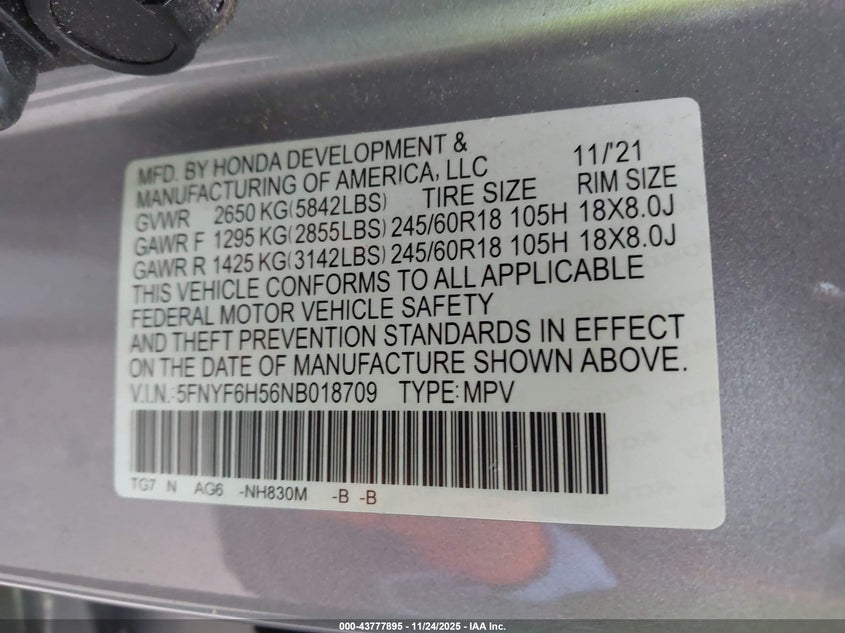 MFD. BY HONDA DEVELOPMENT &
MANUFACTURING OF AMERICA, LLC 11/'21
GVWR 2650 KG(5842LBS) TIRE SIZE RIM SIZE
GAWR F 1295 KG(2855LBS) 245/60R18 105H 18X8.0J
GAWR R 1425 KG(3142LBS) 245/60R18 105H 18X8.0J
THIS VEHICLE CONFORMS TO ALL APPLICABLE
FEDERAL MOTOR VEHICLE SAFETY
AND THEFT PREVENTION STANDARDS IN EFFECT
ON THE DATE OF MANUFACTURE SHOWN ABOVE.
V.I.N.: 5FNYF6H56NB018709 TYPE: MPV
TG7 N AG6 -NH830M -B -B
000-43777895 - 11/24/2025 - IAA Inc.